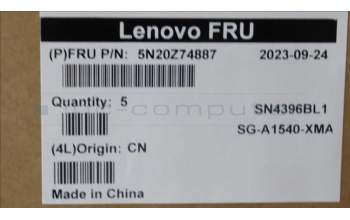 Lenovo FRU
(P)FRU P/N: 5N20Z74887 2023-09-24
Quantity: 5
SN4396BL1
SG-A1540-XMA
(4L)Origin: CN
Made in China